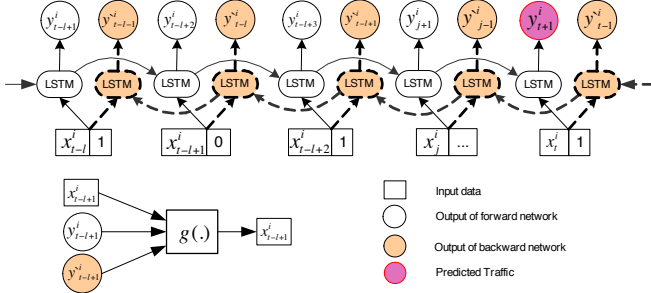 y^i_{t-l+1} y`^i_{t-l-1} y^i_{t-l+2} y`^i_{t-l} y^i_{t-l+3} y`^i_{t-l+1} y^i_{j+1} y`^i_{j-1} y^i_{t+1} y`^i_{t-1}
LSTM LSTM LSTM LSTM LSTM LSTM LSTM LSTM LSTM LSTM
x^i_{t-l} 1 x^i_{t-l+1} 0 x^i_{t-l+2} 1 x^i_j ... x^i_t 1
x^i_{t-l+1}
y^i_{t-l+1}
y`^i_{t-l+1}
g(.)
x^i_{t-l+1}
Input data
Output of forward network
Output of backward network
Predicted Traffic